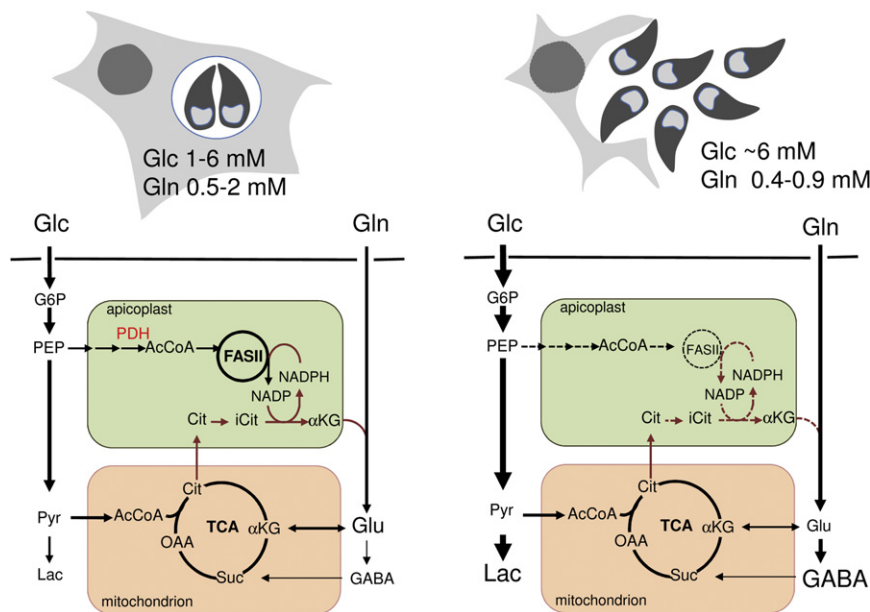 Glc 1-6 mM
Gln 0.5-2 mM
Glc ~6 mM
Gln 0.4-0.9 mM
Glc
Gln
G6P
apicoplast
PDH
PEP
AcCoA
FASII
NADPH
NADP
Cit
iCit
αKG
Cit
Pyr
AcCoA
TCA
αKG
Glu
OAA
Lac
Suc
GABA
mitochondrion
Glc
Gln
G6P
apicoplast
PEP
AcCoA
FASII
NADPH
NADP
Cit
iCit
αKG
Cit
Pyr
AcCoA
TCA
αKG
Glu
OAA
Lac
Suc
GABA
mitochondrion